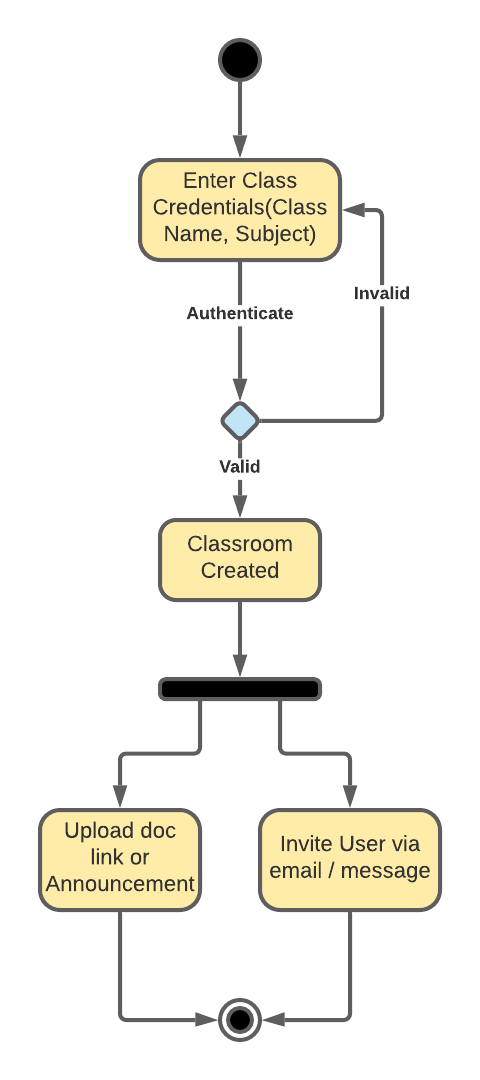 Enter Class
Credentials(Class
Name, Subject)
Invalid
Authenticate
Valid
Classroom
Created
Upload doc
link or
Announcement
Invite User via
email / message